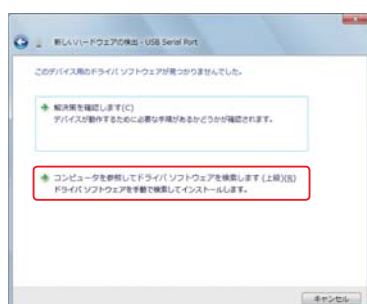 新しいハードウェアの検出 - USB Serial Port
このデバイス用のドライバ ソフトウェアが見つかりませんでした。
解決策を確認します(C)
デバイスが動作するために必要な手順があるかどうかが確認されます。
コンピュータを参照してドライバ ソフトウェアを検索します (上級)(R)
ドライバ ソフトウェアを手動で検索してインストールします。
キャンセル